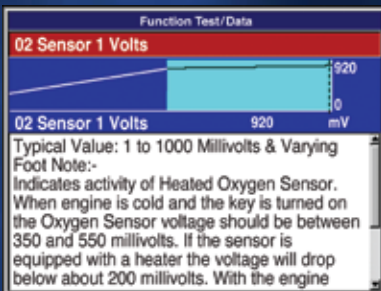 Function Test/Data
02 Sensor 1 Volts
920
0
02 Sensor 1 Volts 920 mV
Typical Value: 1 to 1000 Millivolts & Varying
Foot Note:-
Indicates activity of Heated Oxygen Sensor.
When engine is cold and the key is turned on
the Oxygen Sensor voltage should be between
350 and 550 millivolts. If the sensor is
equipped with a heater the voltage will drop
below about 200 millivolts. With the engine